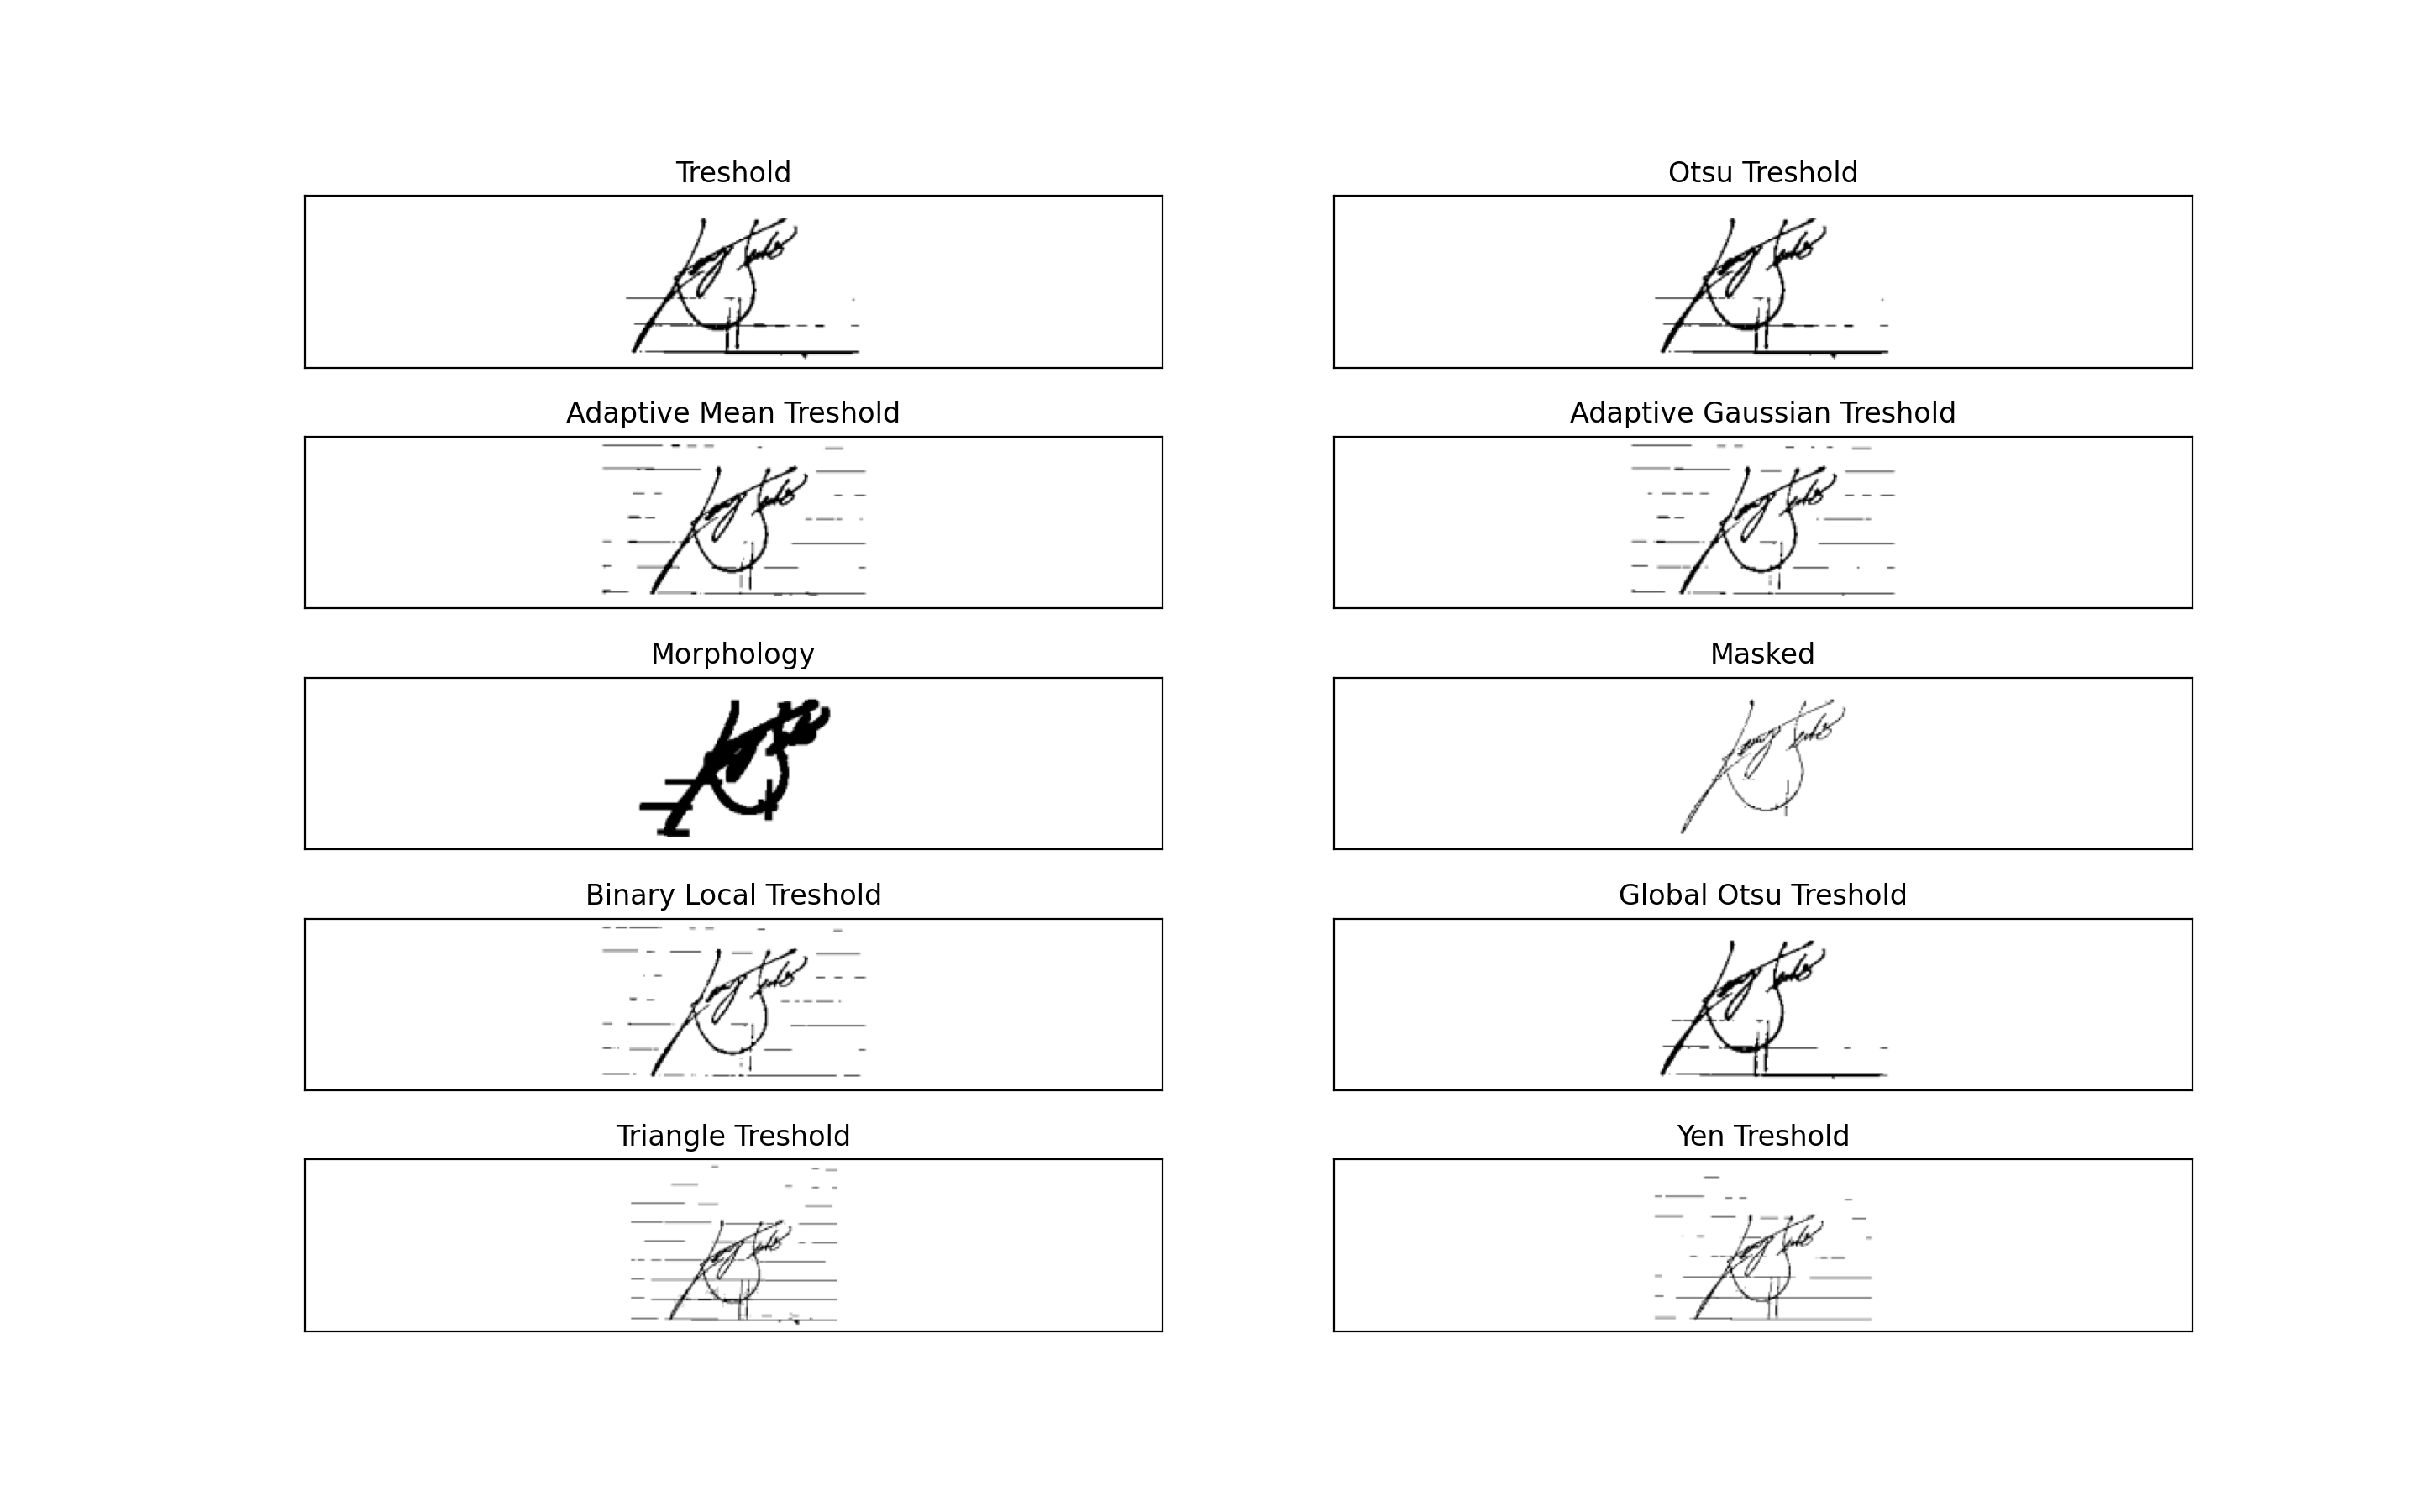 Treshold
Otsu Treshold
Adaptive Mean Treshold
Adaptive Gaussian Treshold
Morphology
Masked
Binary Local Treshold
Global Otsu Treshold
Triangle Treshold
Yen Treshold